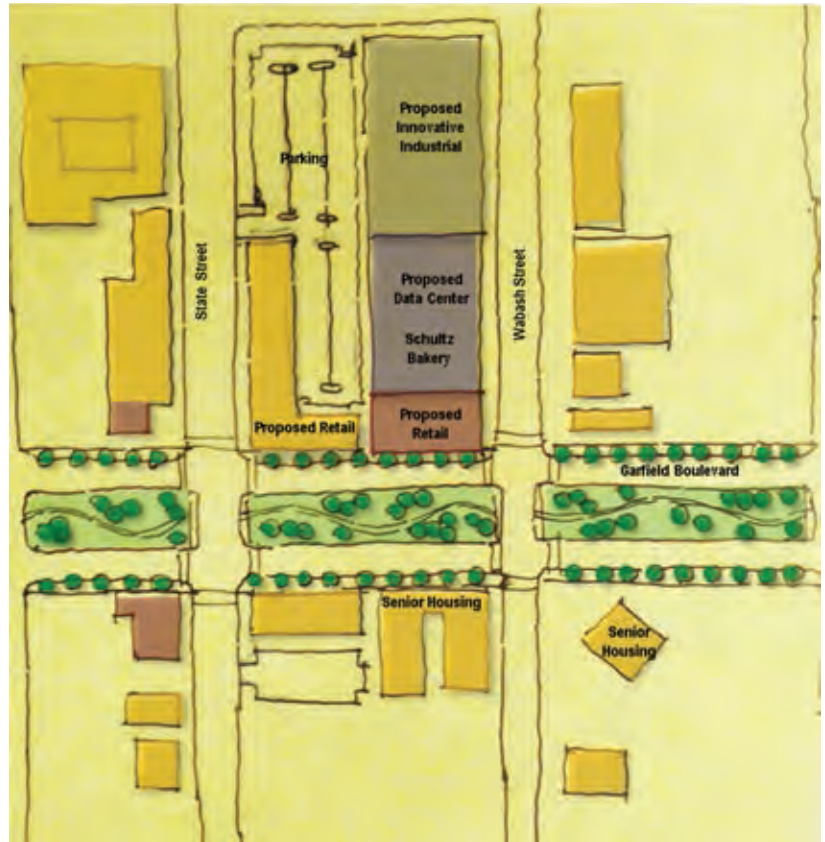 Proposed
Innovative
Industrial
Parking
State Street
Wabash Street
Proposed
Data Center
Schultz
Bakery
Proposed Retail
Proposed
Retail
Garfield Boulevard
Senior Housing
Senior
Housing